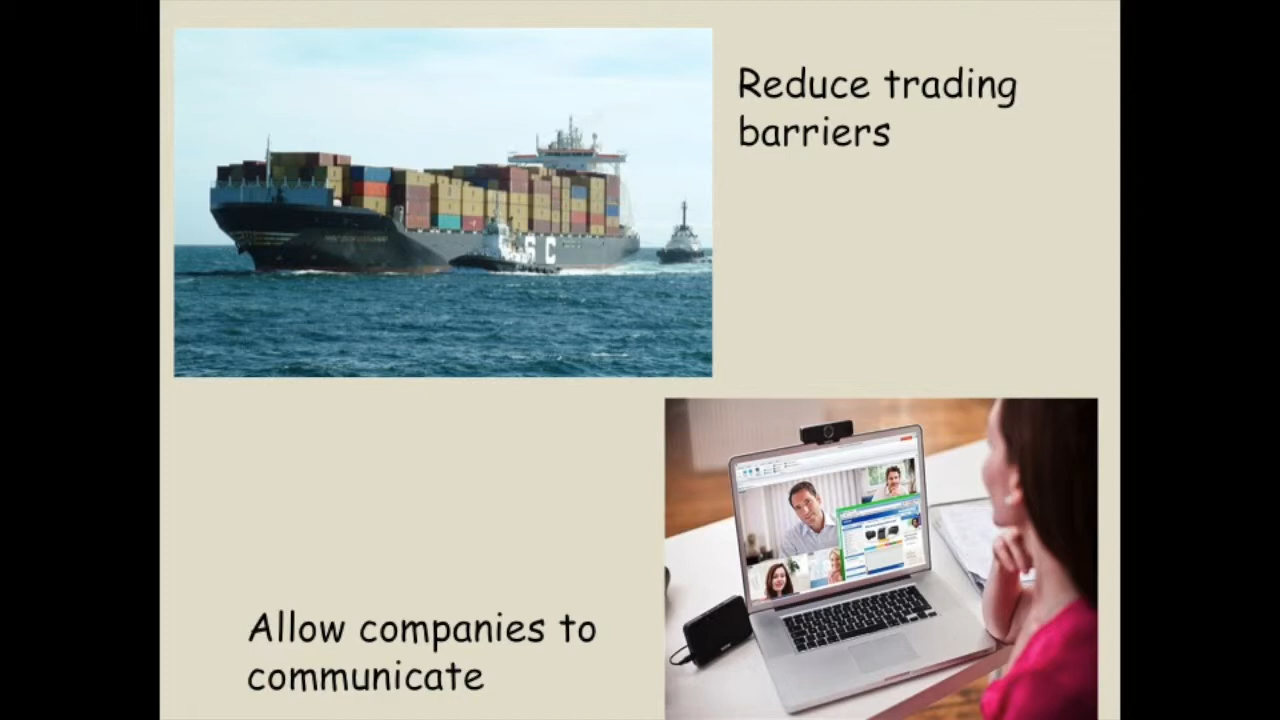 Reduce trading
barriers
S C
Allow companies to
communicate